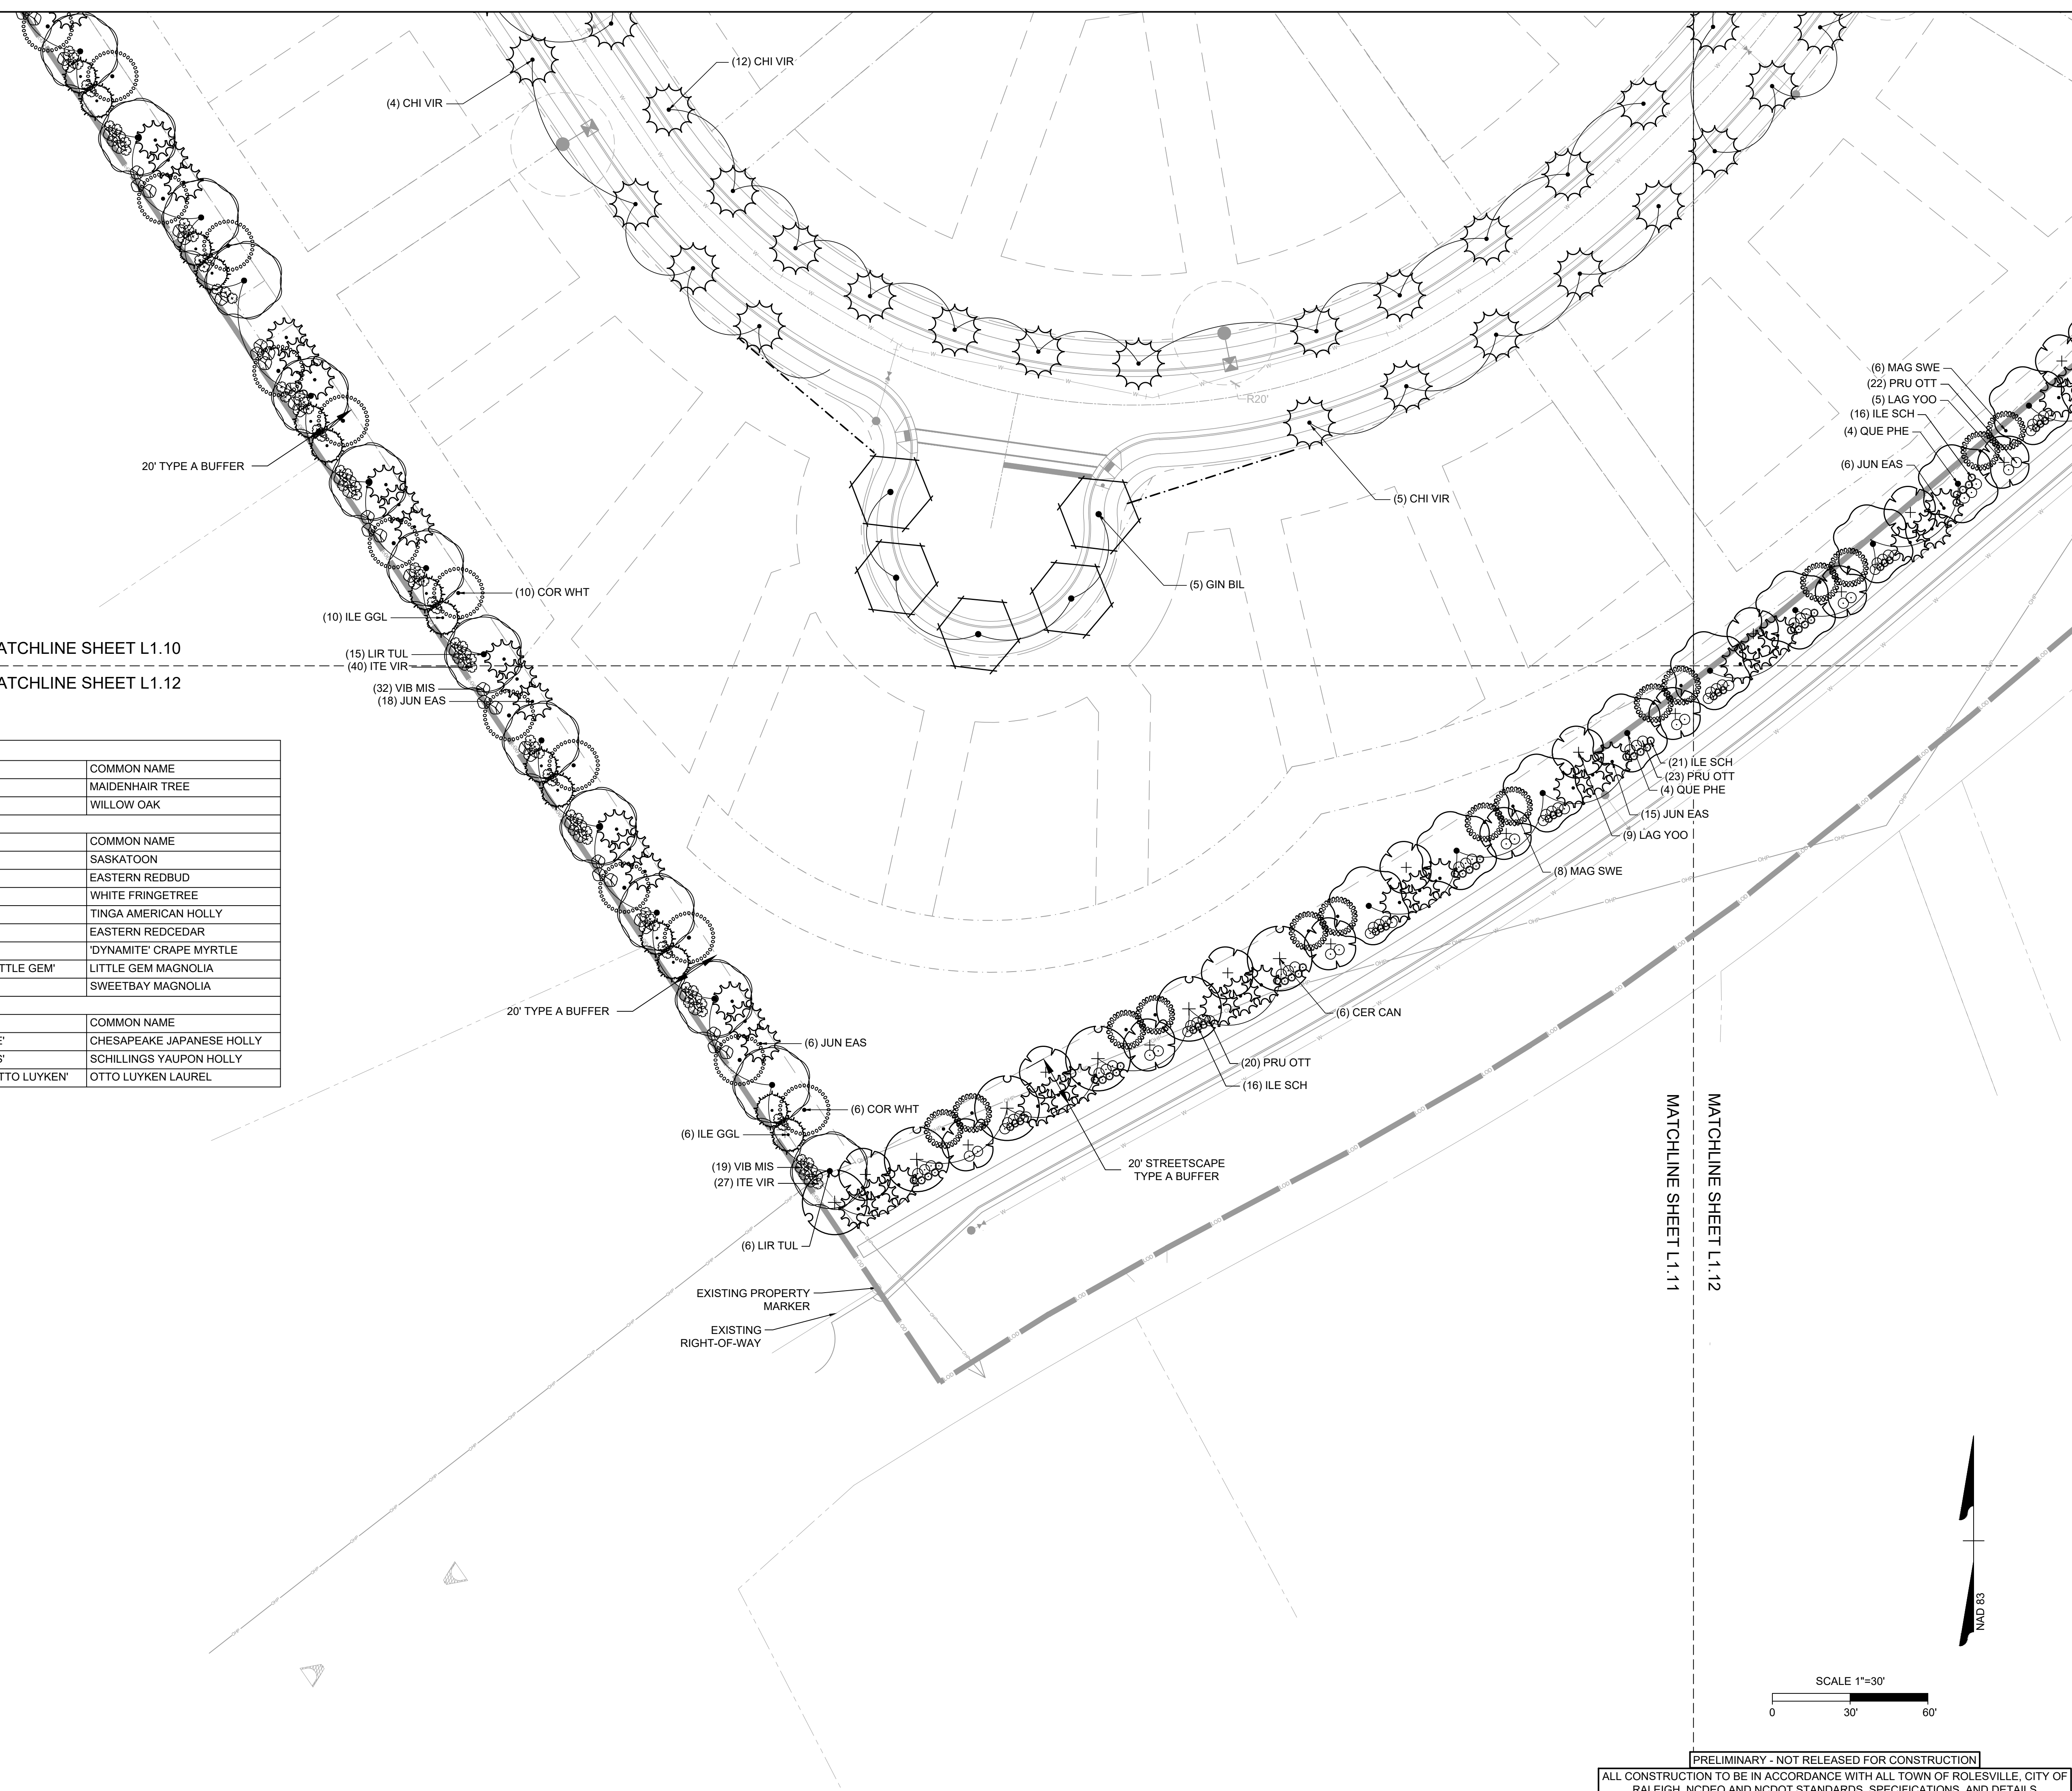 (12) CHI VIR
(4) CHI VIR
R20'
(6) MAG SWE
(22) PRU OTT
(5) LAG YOO
(16) ILE SCH
(4) QUE PHE
(6) JUN EAS
20' TYPE A BUFFER
(5) CHI VIR
(5) GIN BIL
(10) COR WHT
(10) ILE GGL
ATCHLINE SHEET L1.10
(15) LIR TUL
(40) ITE VIR
ATCHLINE SHEET L1.12
(32) VIB MIS
(18) JUN EAS
COMMON NAME
MAIDENHAIR TREE
WILLOW OAK
COMMON NAME
SASKATOON
EASTERN REDBUD
WHITE FRINGETREE
TINGA AMERICAN HOLLY
EASTERN REDCEDAR
'DYNAMITE' CRAPE MYRTLE
TTLE GEM' LITTLE GEM MAGNOLIA
SWEETBAY MAGNOLIA
COMMON NAME
E' CHESAPEAKE JAPANESE HOLLY
S' SCHILLINGS YAUPON HOLLY
TTO LUYKEN' OTTO LUYKEN LAUREL
(21) ILE SCH
(23) PRU OTT
(4) QUE PHE
(15) JUN EAS
(9) LAG YOO
(8) MAG SWE
20' TYPE A BUFFER
(6) CER CAN
(6) JUN EAS
(20) PRU OTT
(16) ILE SCH
(6) COR WHT
(6) ILE GGL
(19) VIB MIS
(27) ITE VIR
20' STREETSCAPE
TYPE A BUFFER
(6) LIR TUL
EXISTING PROPERTY
MARKER
EXISTING
RIGHT-OF-WAY
MATCHLINE SHEET L1.11
MATCHLINE SHEET L1.12
NAD 83
SCALE 1"=30'
0 30' 60'
PRELIMINARY - NOT RELEASED FOR CONSTRUCTION
ALL CONSTRUCTION TO BE IN ACCORDANCE WITH ALL TOWN OF ROLESVILLE, CITY OF
RALEIGH, NCDEQ AND NCDOT STANDARDS, SPECIFICATIONS, AND DETAILS